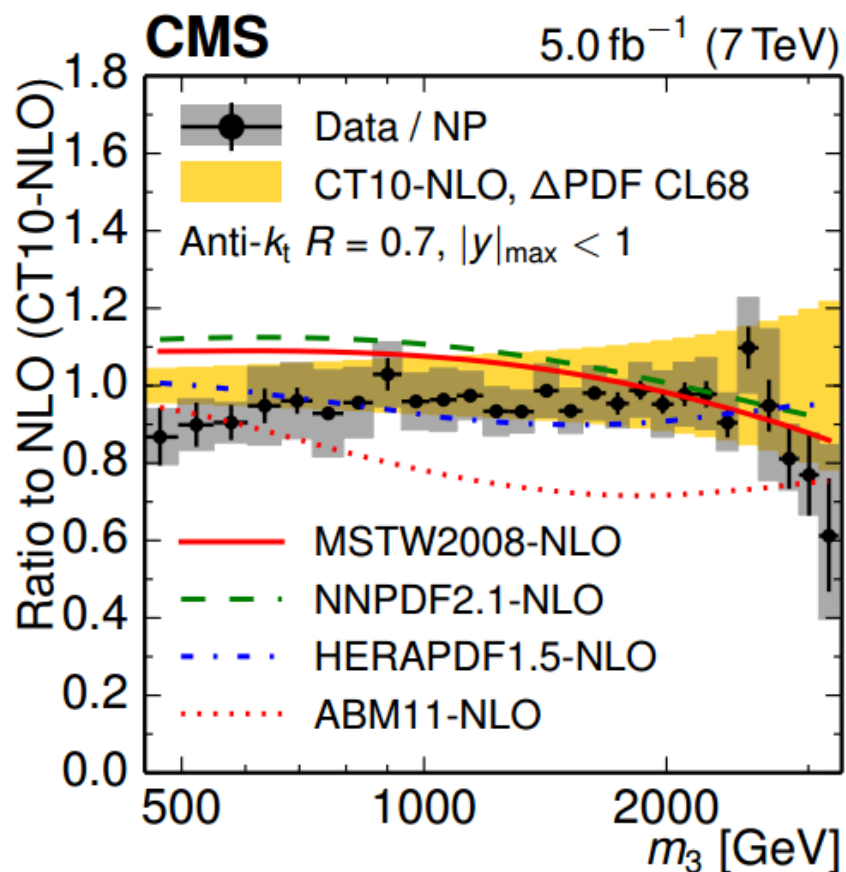 CMS 5.0 fb⁻¹ (7 TeV)
Ratio to NLO (CT10-NLO)
1.8
1.6
1.4
1.2
1.0
0.8
0.6
0.4
0.2
0.0
Data / NP
CT10-NLO, ΔPDF CL68
Anti-kₜ R = 0.7, |y|ₘₐₓ < 1
MSTW2008-NLO
NNPDF2.1-NLO
HERAPDF1.5-NLO
ABM11-NLO
500 1000 2000
m₃ [GeV]